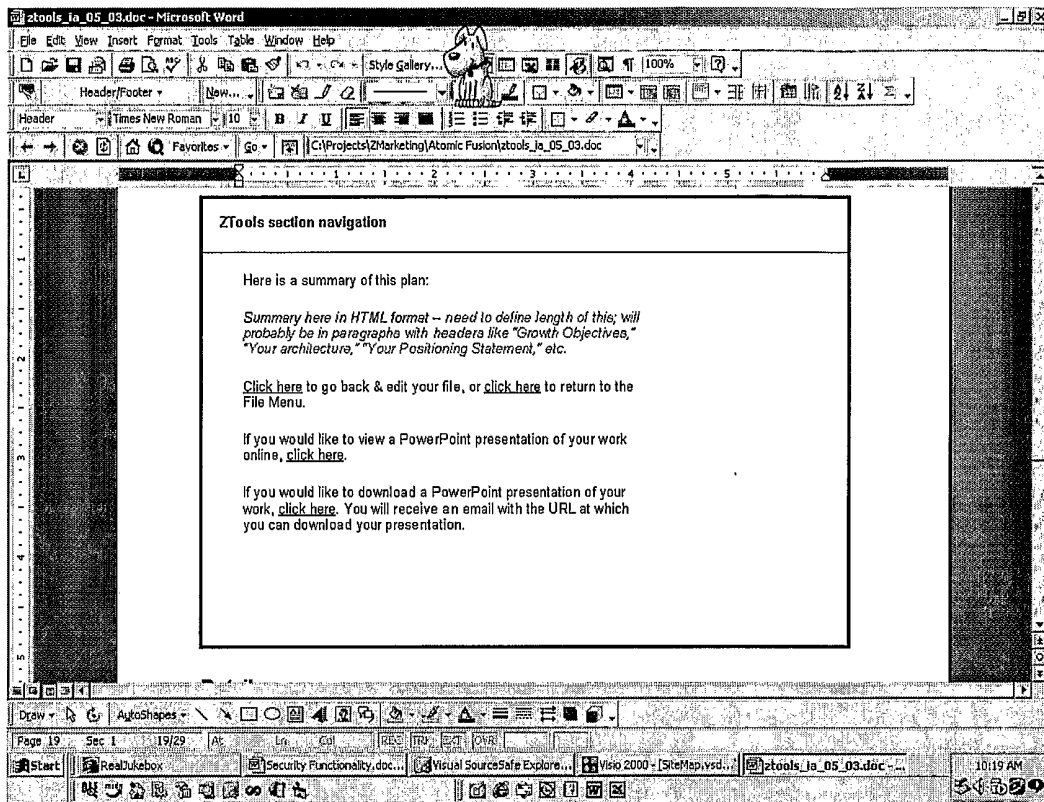 ztools_ia_05_03.doc - Microsoft Word
File Edit View Insert Format Tools Table Window Help
Style Gallery... 100%
Header/Footer New...
Header Times New Roman 10 B I U
Favorites Go C:\Projects\ZMarketing\Atomic Fusion\ztools_ia_05_03.doc
ZTools section navigation
Here is a summary of this plan:
Summary here in HTML format -- need to define length of this; will
probably be in paragraphs with headers like "Growth Objectives,"
"Your architecture," "Your Positioning Statement," etc.
Click here to go back & edit your file, or click here to return to the
File Menu.
If you would like to view a PowerPoint presentation of your work
online, click here.
If you would like to download a PowerPoint presentation of your
work, click here. You will receive an email with the URL at which
you can download your presentation.
Draw AutoShapes
Page 19 Sec 1 19/29 At Ln Col REC TRK EXT OVR
Start RealJukebox Security Functionality.doc... Visual SourceSafe Explore... Visio 2000 - [SiteMap.vsd... ztools_ia_05_03.doc - ... 10:19 AM